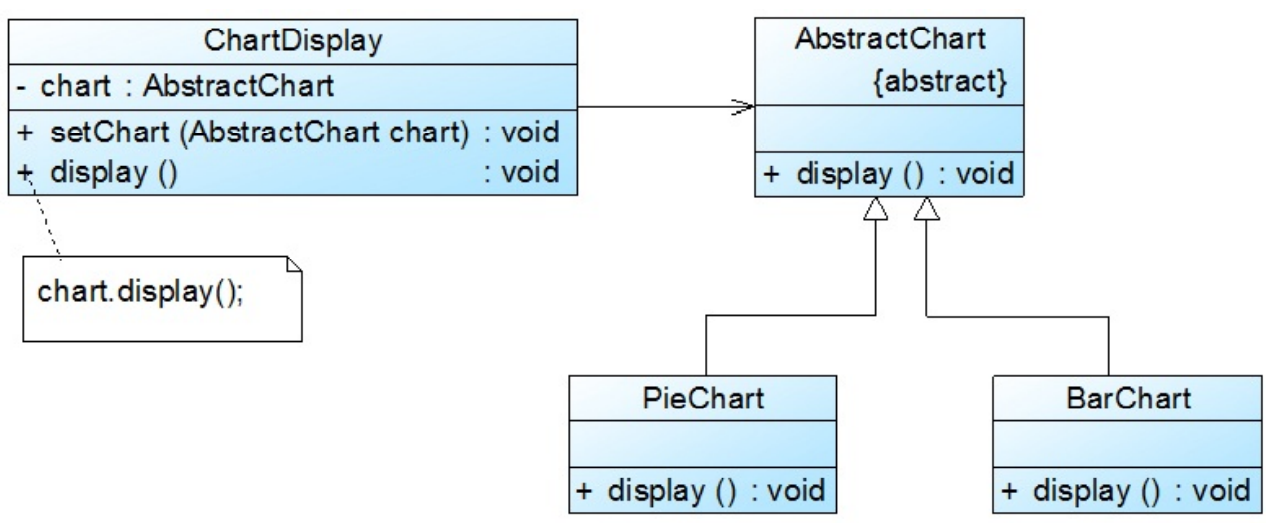 ChartDisplay
- chart : AbstractChart
+ setChart (AbstractChart chart) : void
+ display () : void
chart.display();
AbstractChart
{abstract}
+ display () : void
PieChart
+ display () : void
BarChart
+ display () : void